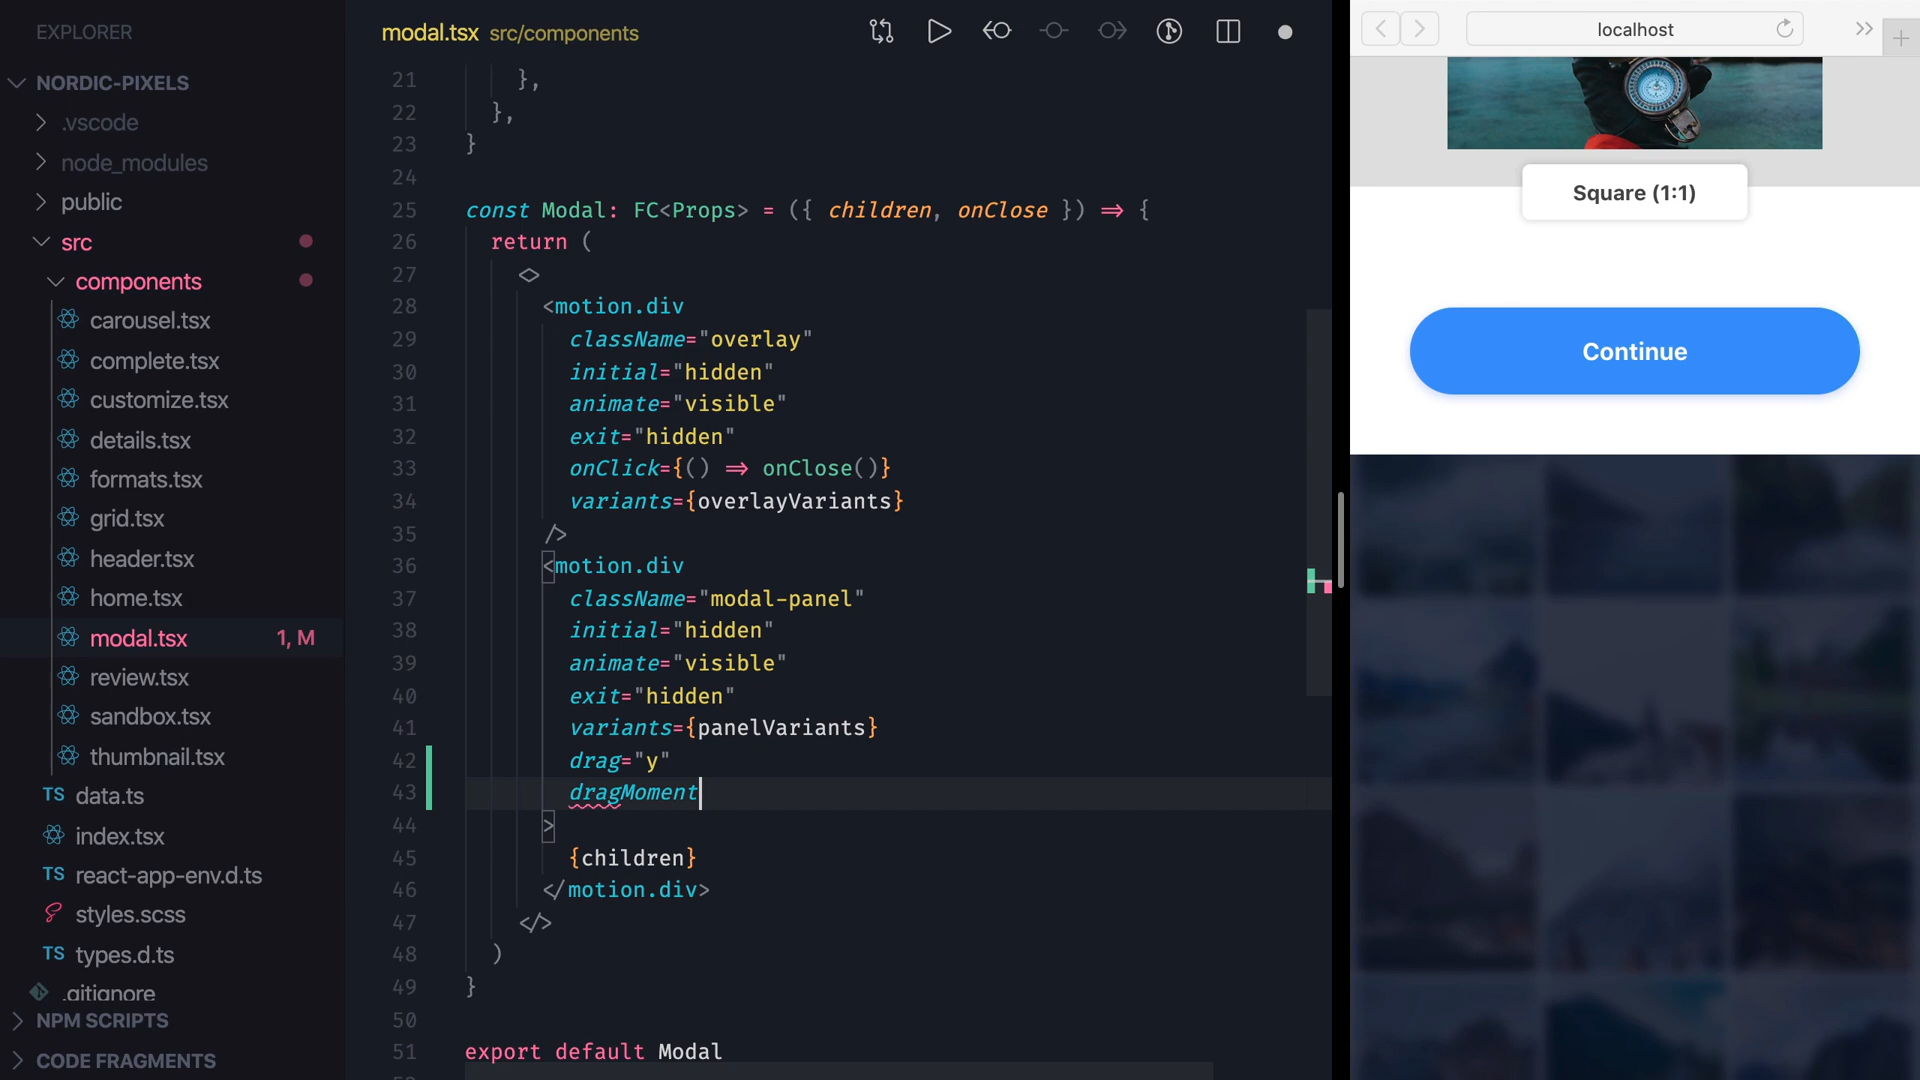 EXPLORER
NORDIC-PIXELS
.vscode
node_modules
public
src
components
carousel.tsx
complete.tsx
customize.tsx
details.tsx
formats.tsx
grid.tsx
header.tsx
home.tsx
modal.tsx 1, M
review.tsx
sandbox.tsx
thumbnail.tsx
TS data.ts
index.tsx
TS react-app-env.d.ts
styles.scss
TS types.d.ts
.gitignore
NPM SCRIPTS
CODE FRAGMENTS
modal.tsx src/components
21 },
22 },
23 }
24
25 const Modal: FC<Props> = ({ children, onClose }) => {
26 return (
27 <>
28 <motion.div
29 className="overlay"
30 initial="hidden"
31 animate="visible"
32 exit="hidden"
33 onClick={() => onClose()}
34 variants={overlayVariants}
35 />
36 <motion.div
37 className="modal-panel"
38 initial="hidden"
39 animate="visible"
40 exit="hidden"
41 variants={panelVariants}
42 drag="y"
43 dragMoment
44 >
45 {children}
46 </motion.div>
47 </>
48 )
49 }
50
51 export default Modal
localhost
Square (1:1)
Continue